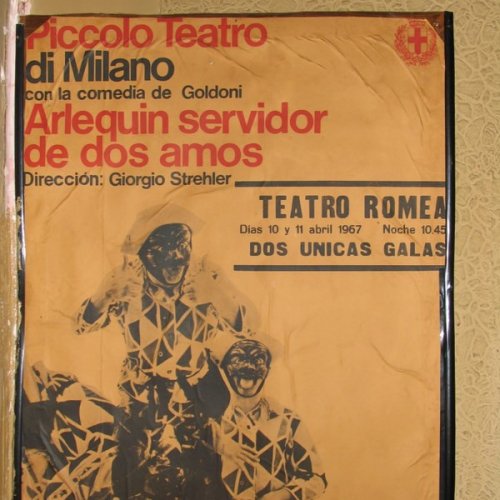 Piccolo Teatro
di Milano
con la comedia de Goldoni
Arlequin servidor
de dos amos
Dirección: Giorgio Strehler
TEATRO ROMEA
Dias 10 y 11 abril 1967 Noche 10.45
DOS UNICAS GALAS